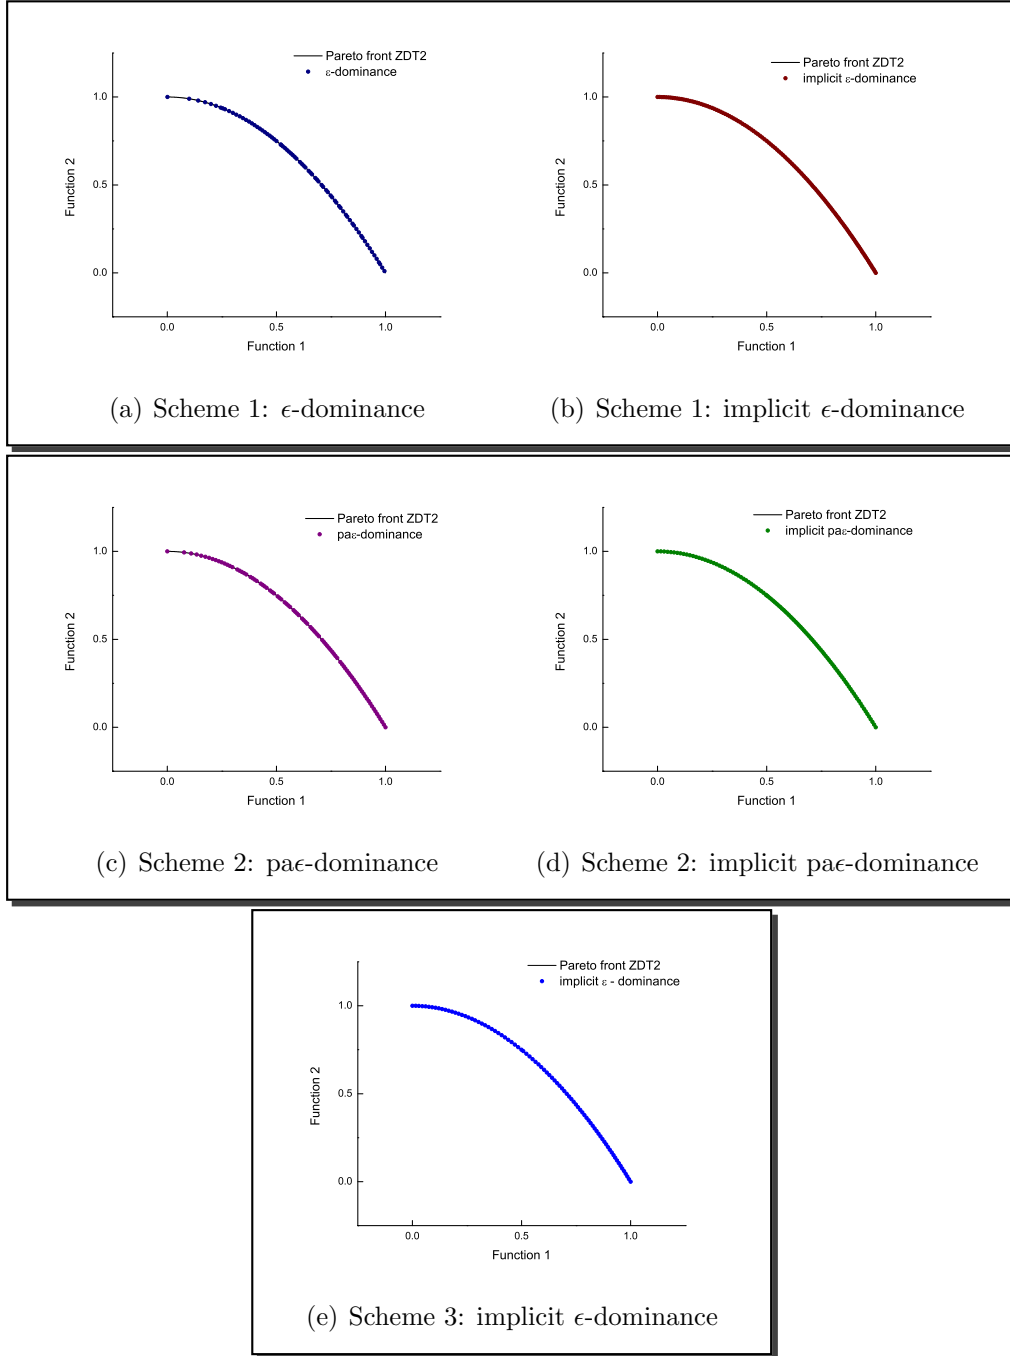 Pareto front ZDT2
ε-dominance
1.0
0.5
0.0
Function 2
0.0 0.5 1.0
Function 1
(a) Scheme 1: ϵ-dominance
Pareto front ZDT2
implicit ε-dominance
1.0
0.5
0.0
Function 2
0.0 0.5 1.0
Function 1
(b) Scheme 1: implicit ϵ-dominance
Pareto front ZDT2
paε-dominance
1.0
0.5
0.0
Function 2
0.0 0.5 1.0
Function 1
(c) Scheme 2: paϵ-dominance
Pareto front ZDT2
implicit paε-dominance
1.0
0.5
0.0
Function 2
0.0 0.5 1.0
Function 1
(d) Scheme 2: implicit paϵ-dominance
Pareto front ZDT2
implicit ε - dominance
1.0
0.5
0.0
Function 2
0.0 0.5 1.0
Function 1
(e) Scheme 3: implicit ϵ-dominance